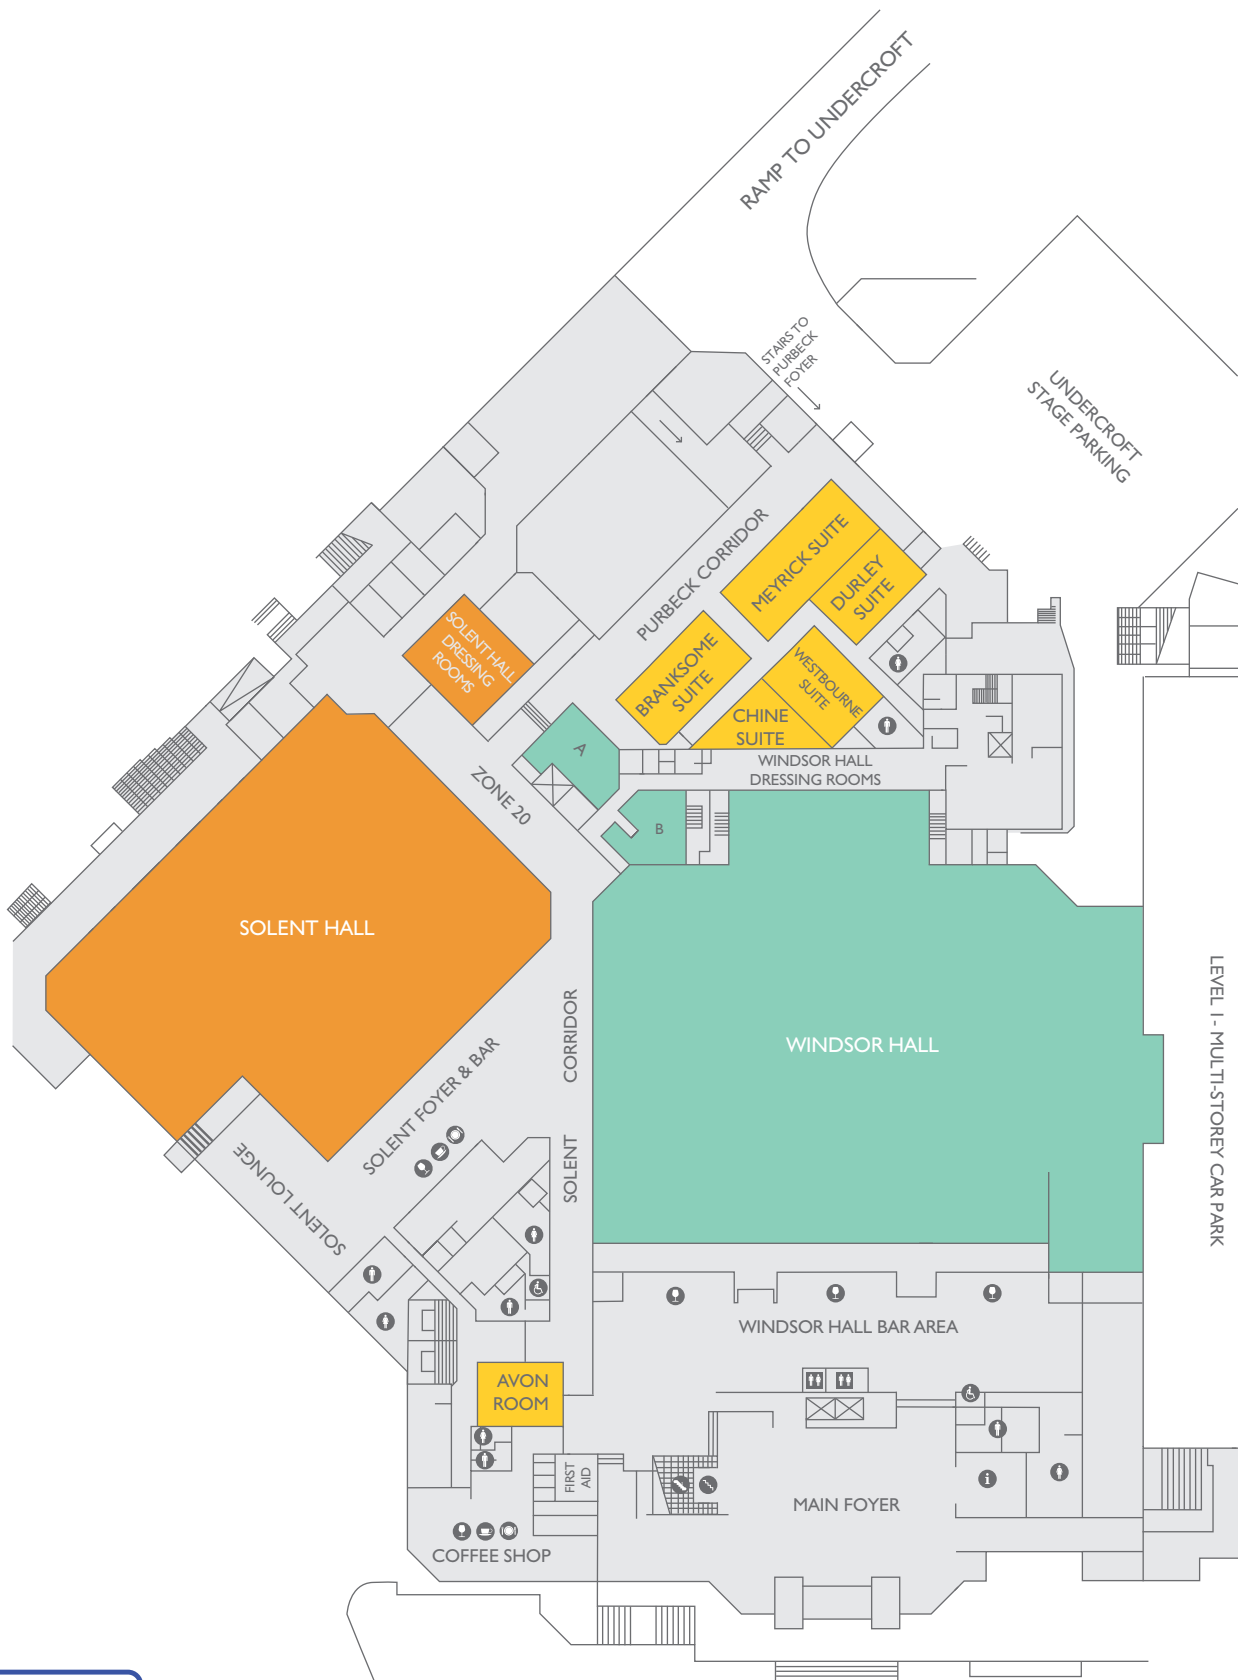 RAMP TO UNDERCROFT
STAIRS TO
PURBECK
FOYER
UNDERCROFT
STAGE PARKING
PURBECK CORRIDOR
MEYRICK SUITE
DURLEY
SUITE
SOLENT HALL
DRESSING
ROOMS
BRANKSOME
SUITE
WESTBOURNE
SUITE
CHINE
SUITE
A
WINDSOR HALL
DRESSING ROOMS
ZONE 20
B
SOLENT HALL
WINDSOR HALL
SOLENT CORRIDOR
LEVEL 1 - MULTI-STOREY CAR PARK
SOLENT FOYER & BAR
SOLENT LOUNGE
WINDSOR HALL BAR AREA
AVON
ROOM
FIRST
AID
i
MAIN FOYER
COFFEE SHOP